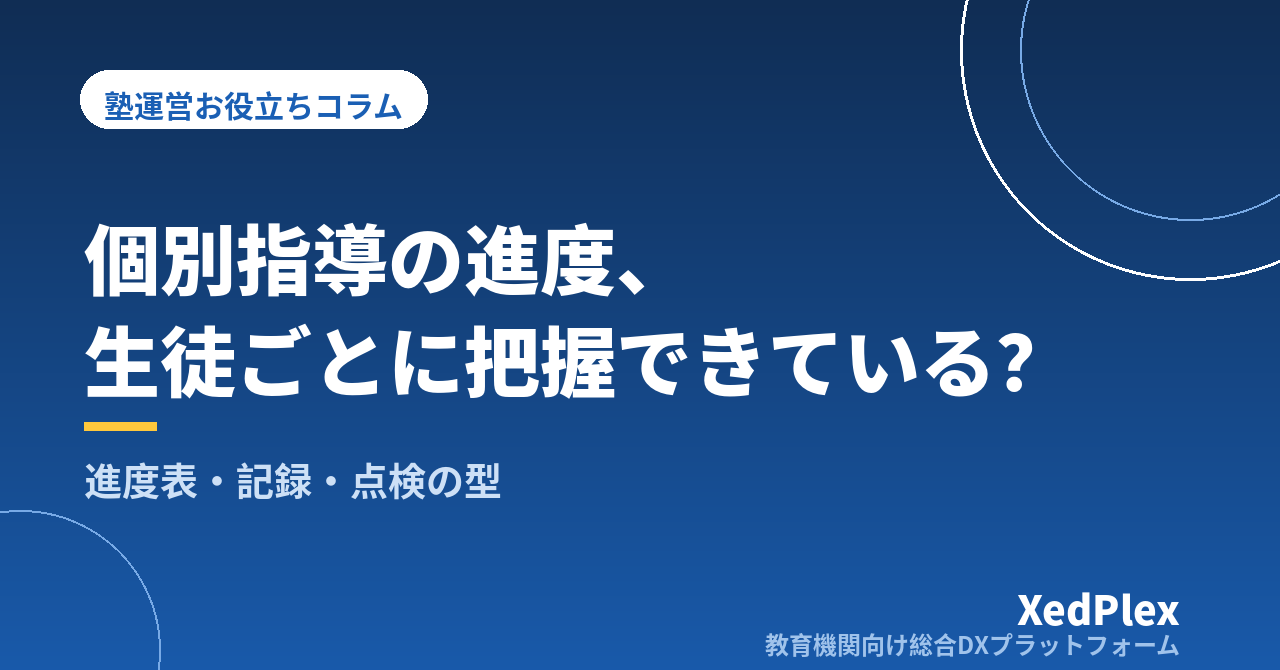 塾運営お役立ちコラム
個別指導の進度、
生徒ごとに把握できている?
進度表・記録・点検の型
XedPlex
教育機関向け総合DXプラットフォーム